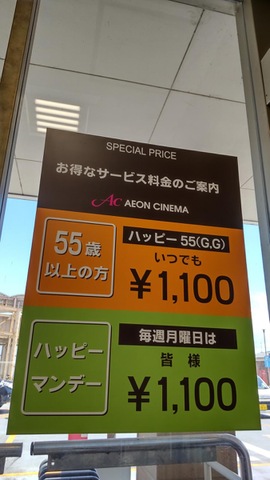 SPECIAL PRICE
お得なサービス料金のご案内
Ac AEON CINEMA
55歳
以上の方
ハッピー55(G,G)
いつでも
¥1,100
ハッピー
マンデー
毎週月曜日は
皆様
¥1,100